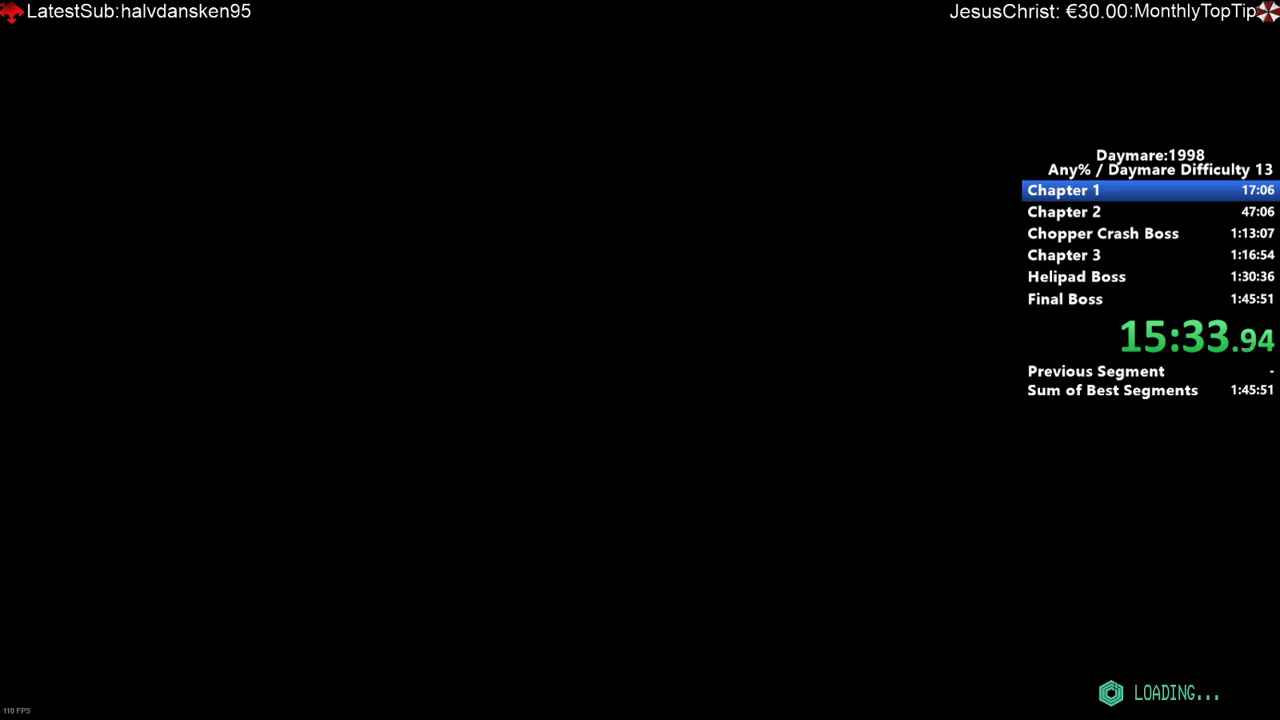 LatestSub:halvdansken95
JesusChrist: €30.00:MonthlyTopTip
Daymare:1998
Any% / Daymare Difficulty 13
Chapter 1 17:06
Chapter 2 47:06
Chopper Crash Boss 1:13:07
Chapter 3 1:16:54
Helipad Boss 1:30:36
Final Boss 1:45:51
15:33.94
Previous Segment -
Sum of Best Segments 1:45:51
LOADING...
110 FPS